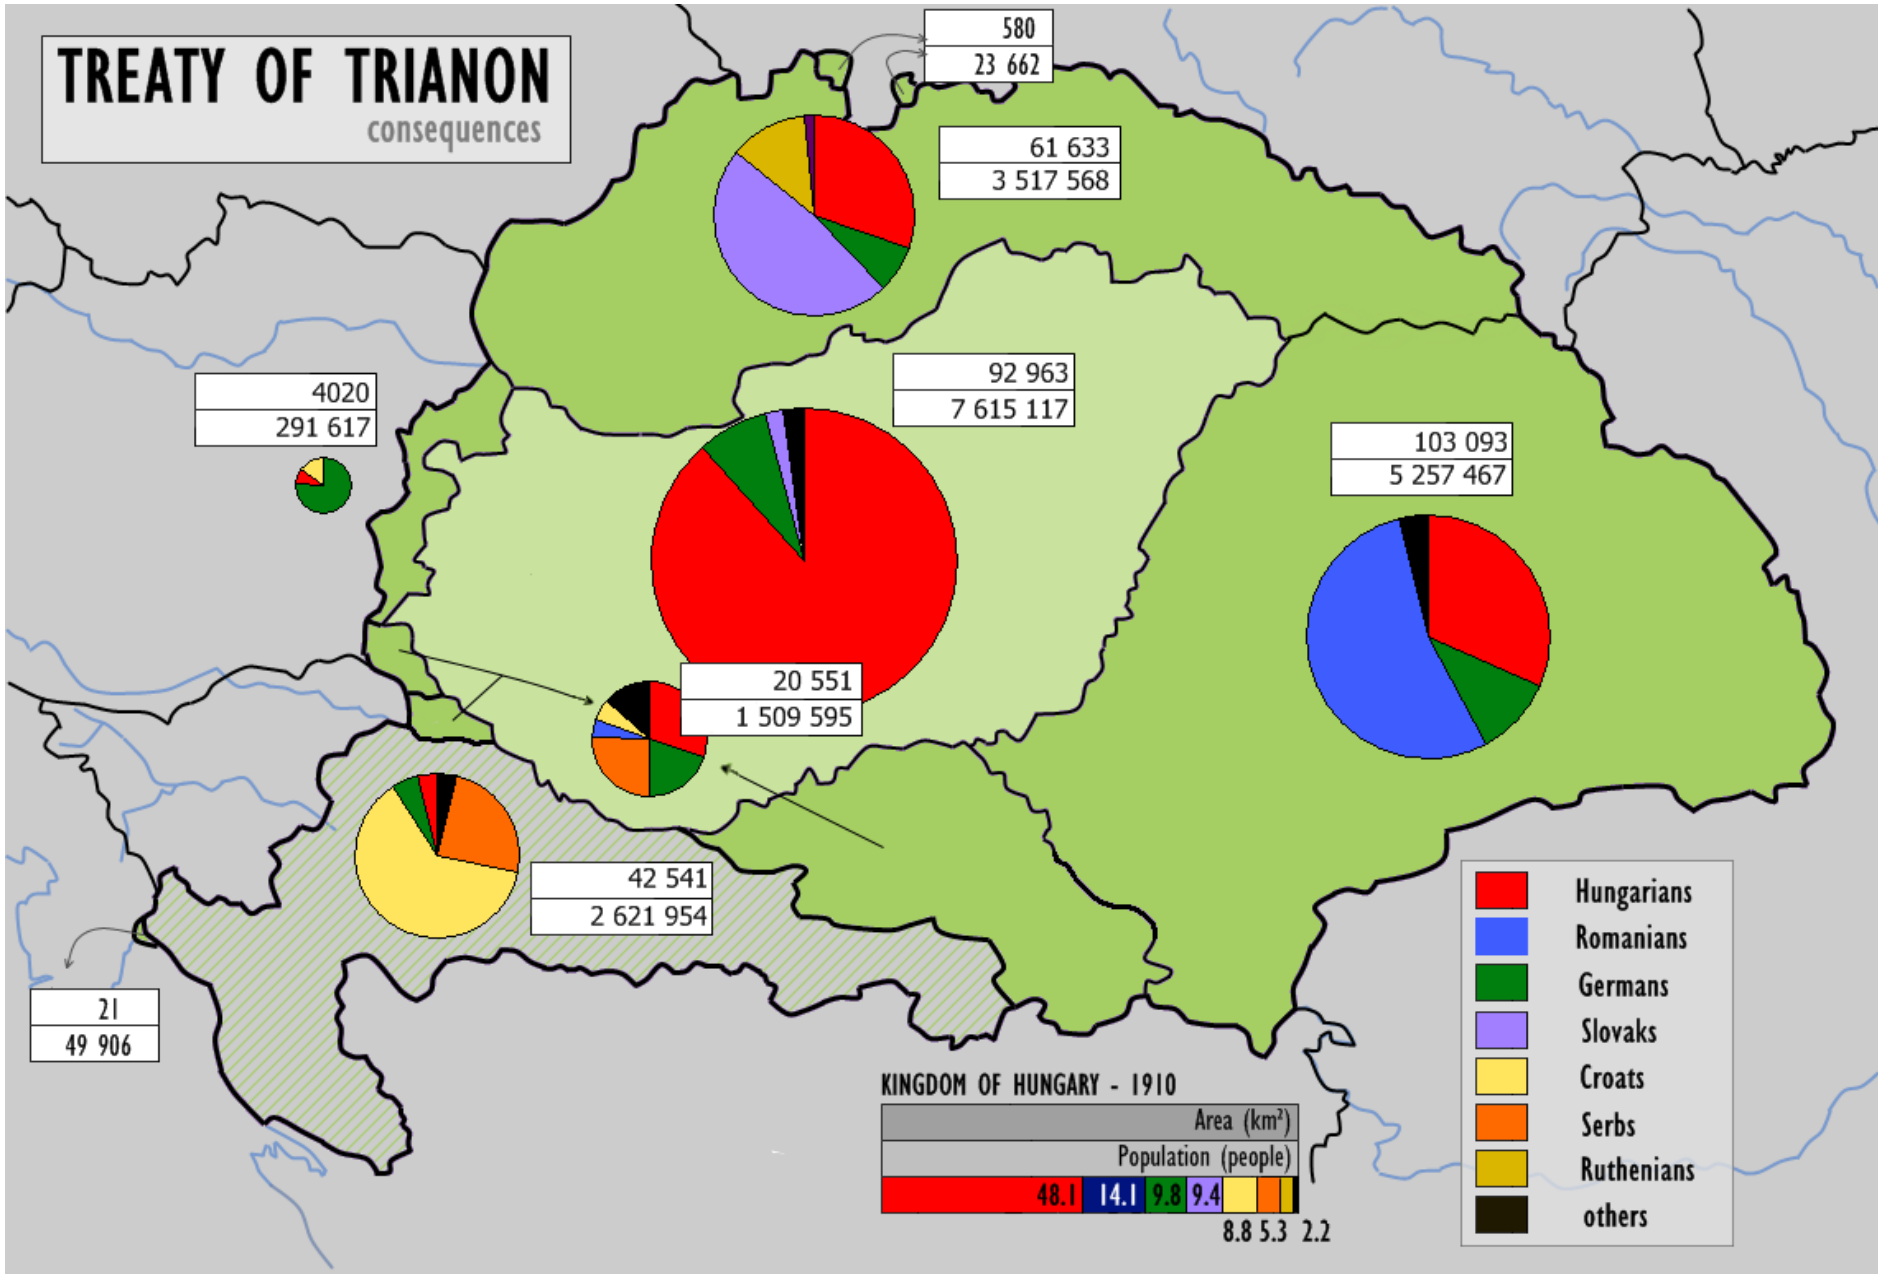 TREATY OF TRIANON
consequences
580
23 662
61 633
3 517 568
4020
291 617
92 963
7 615 117
103 093
5 257 467
20 551
1 509 595
42 541
2 621 954
21
49 906
KINGDOM OF HUNGARY - 1910
Area (km²)
Population (people)
48.1 14.1 9.8 9.4
8.8 5.3 2.2
Hungarians
Romanians
Germans
Slovaks
Croats
Serbs
Ruthenians
others